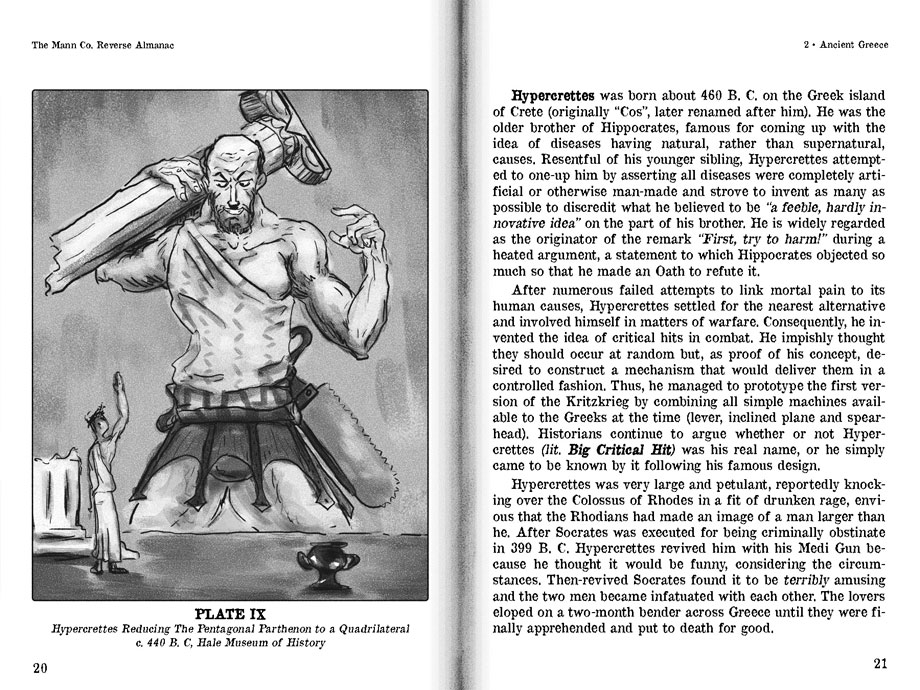 The Mann Co. Reverse Almanac
PLATE IX
Hypercrettes Reducing The Pentagonal Parthenon to a Quadrilateral
c. 440 B. C, Hale Museum of History
20
2 • Ancient Greece
Hypercrettes was born about 460 B. C. on the Greek island
of Crete (originally "Cos", later renamed after him). He was the
older brother of Hippocrates, famous for coming up with the
idea of diseases having natural, rather than supernatural,
causes. Resentful of his younger sibling, Hypercrettes attempt-
ed to one-up him by asserting all diseases were completely arti-
ficial or otherwise man-made and strove to invent as many as
possible to discredit what he believed to be "a feeble, hardly in-
novative idea" on the part of his brother. He is widely regarded
as the originator of the remark "First, try to harm!" during a
heated argument, a statement to which Hippocrates objected so
much so that he made an Oath to refute it.
After numerous failed attempts to link mortal pain to its
human causes, Hypercrettes settled for the nearest alternative
and involved himself in matters of warfare. Consequently, he in-
vented the idea of critical hits in combat. He impishly thought
they should occur at random but, as proof of his concept, de-
sired to construct a mechanism that would deliver them in a
controlled fashion. Thus, he managed to prototype the first ver-
sion of the Kritzkrieg by combining all simple machines avail-
able to the Greeks at the time (lever, inclined plane and spear-
head). Historians continue to argue whether or not Hyper-
crettes (lit. Big Critical Hit) was his real name, or he simply
came to be known by it following his famous design.
Hypercrettes was very large and petulant, reportedly knock-
ing over the Colossus of Rhodes in a fit of drunken rage, envi-
ous that the Rhodians had made an image of a man larger than
he. After Socrates was executed for being criminally obstinate
in 399 B. C. Hypercrettes revived him with his Medi Gun be-
cause he thought it would be funny, considering the circum-
stances. Then-revived Socrates found it to be terribly amusing
and the two men became infatuated with each other. The lovers
eloped on a two-month bender across Greece until they were fi-
nally apprehended and put to death for good.
21